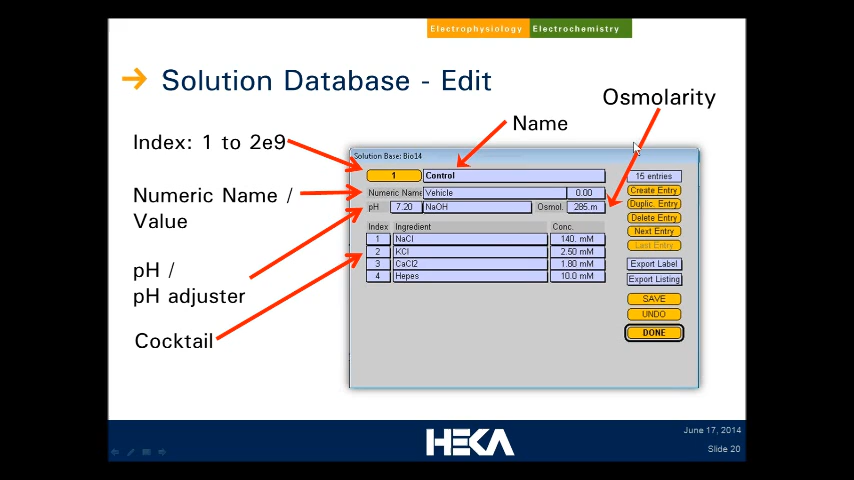 Electrophysiology Electrochemistry
Solution Database - Edit
Osmolarity
Name
Index: 1 to 2e9
Numeric Name /
Value
pH /
pH adjuster
Cocktail
Solution Base: Bio14
1 Control
Numeric Name Vehicle 0.00
pH 7.20 NaOH Osmol. 285.m
Index Ingredient Conc.
1 NaCl 140. mM
2 KCl 2.50 mM
3 CaCl2 1.80 mM
4 Hepes 10.0 mM
15 entries
Create Entry
Duplic. Entry
Delete Entry
Next Entry
Last Entry
Export Label
Export Listing
SAVE
UNDO
DONE
HEKA
June 17, 2014
Slide 20